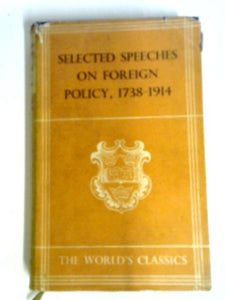 SELECTED SPEECHES
ON FOREIGN
POLICY, 1738-1914
THE WORLD'S CLASSICS